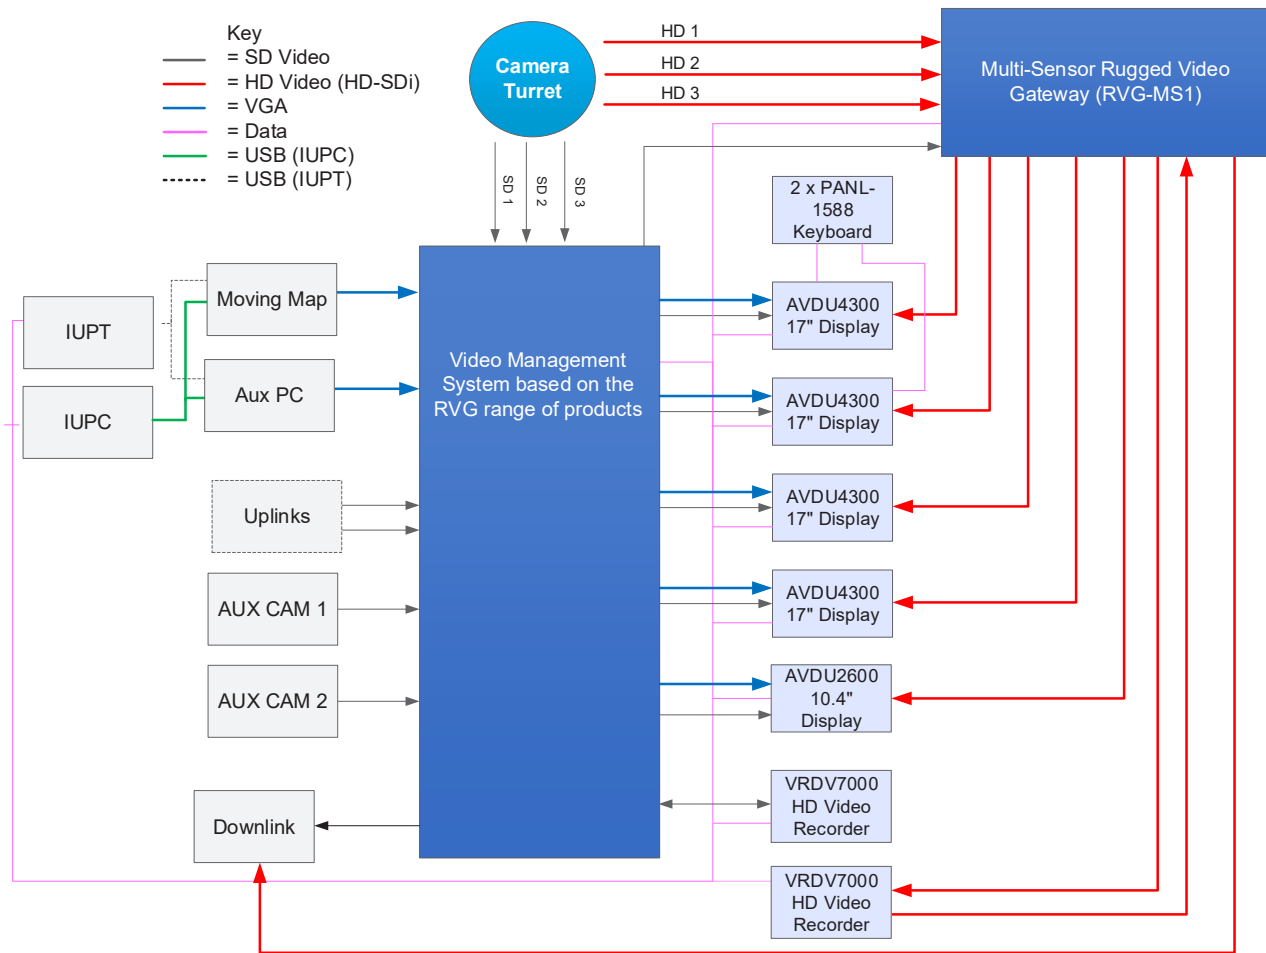 Key
= SD Video
= HD Video (HD-SDi)
= VGA
= Data
= USB (IUPC)
= USB (IUPT)
Camera
Turret
HD 1
HD 2
HD 3
Multi-Sensor Rugged Video
Gateway (RVG-MS1)
SD 1
SD 2
SD 3
2 x PANL-
1588
Keyboard
Moving Map
IUPT
Aux PC
IUPC
Uplinks
AUX CAM 1
AUX CAM 2
Downlink
Video Management
System based on the
RVG range of products
AVDU4300
17" Display
AVDU4300
17" Display
AVDU4300
17" Display
AVDU4300
17" Display
AVDU2600
10.4"
Display
VRDV7000
HD Video
Recorder
VRDV7000
HD Video
Recorder